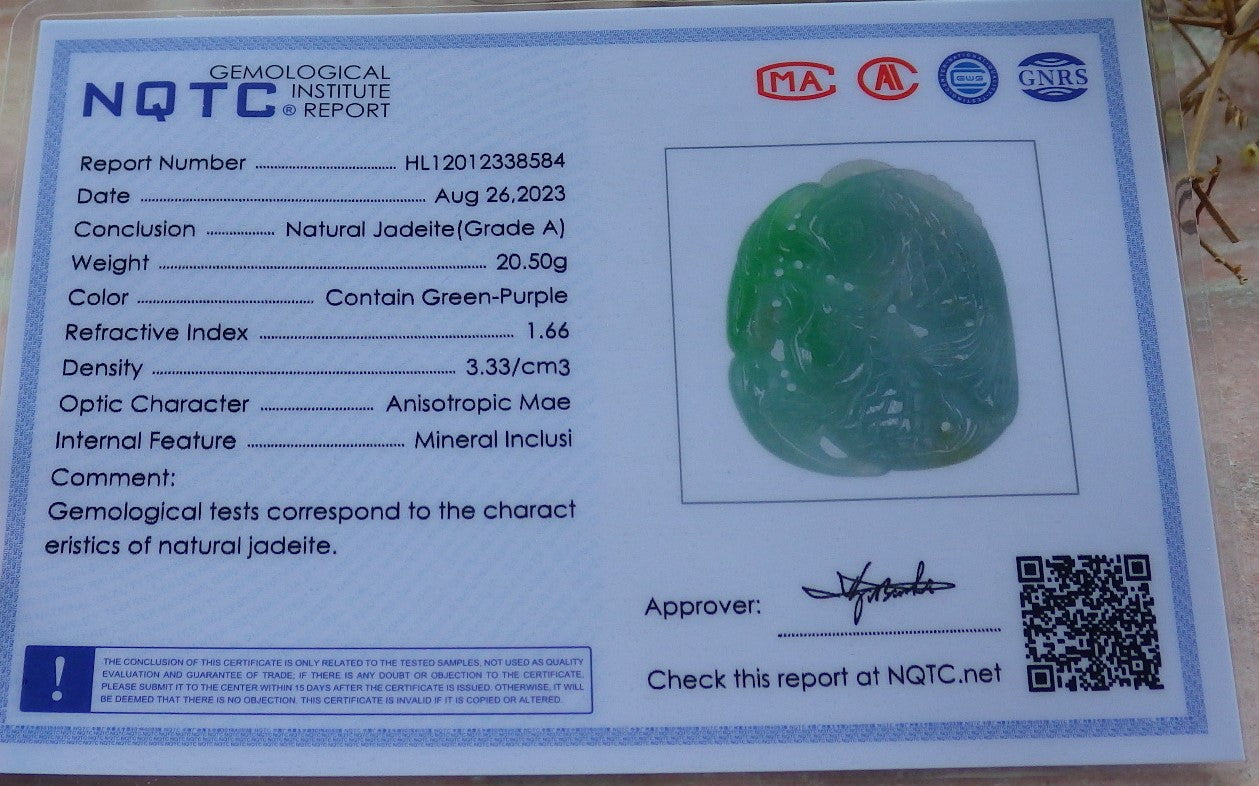 GEMOLOGICAL
NQTC® INSTITUTE
REPORT
MA
AL
GWS
GNRS
Report Number ........................ HL12012338584
Date ........................ Aug 26,2023
Conclusion ............ Natural Jadeite(Grade A)
Weight ........................ 20.50g
Color ........................ Contain Green-Purple
Refractive Index ........................ 1.66
Density ........................ 3.33/cm3
Optic Character ................ Anisotropic Mae
Internal Feature ................ Mineral Inclusi
Comment:
Gemological tests correspond to the charact
eristics of natural jadeite.
Approver:
Check this report at NQTC.net
!
THE CONCLUSION OF THIS CERTIFICATE IS ONLY RELATED TO THE TESTED SAMPLES, NOT USED AS QUALITY
EVALUATION AND GUARANTEE OF TRADE; IF THERE IS ANY DOUBT OR OBJECTION TO THE CERTIFICATE,
PLEASE SUBMIT IT TO THE CENTER WITHIN 15 DAYS AFTER THE CERTIFICATE IS ISSUED. OTHERWISE, IT WILL
BE DEEMED THAT THERE IS NO OBJECTION. THIS CERTIFICATE IS INVALID IF IT IS COPIED OR ALTERED.